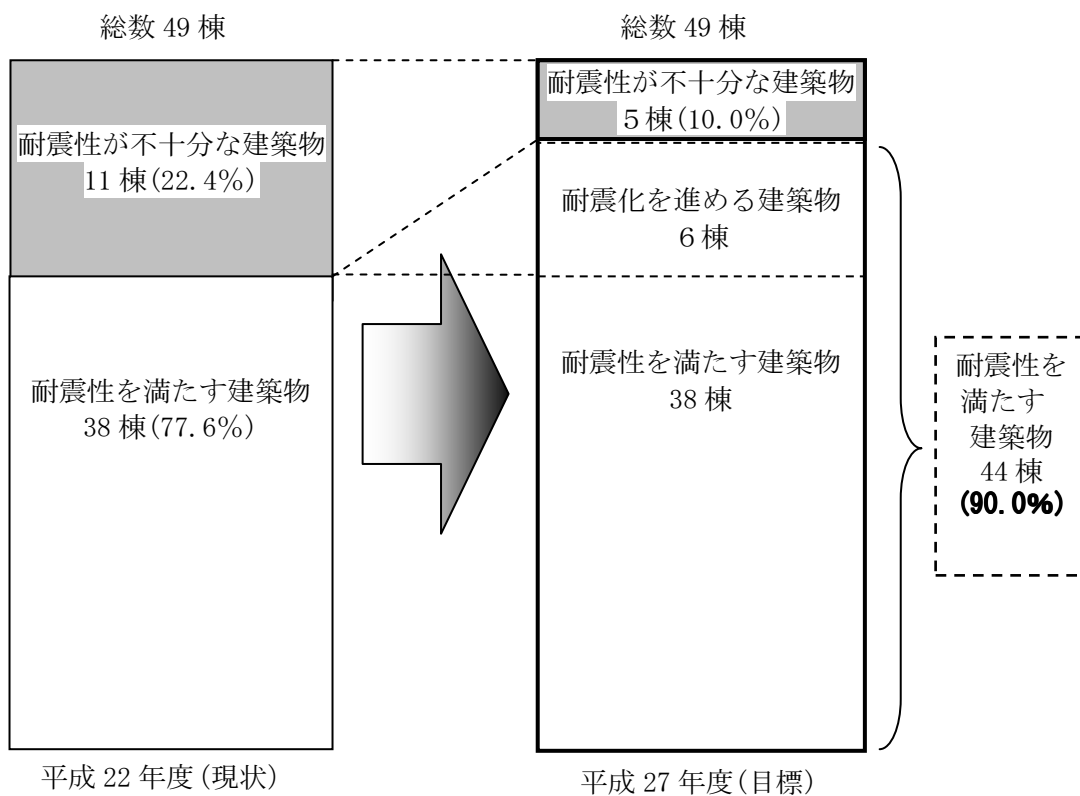 総数 49 棟
耐震性が不十分な建築物
11 棟(22.4%)
耐震性を満たす建築物
38 棟(77.6%)
平成 22 年度(現状)
総数 49 棟
耐震性が不十分な建築物
5 棟(10.0%)
耐震化を進める建築物
6 棟
耐震性を満たす建築物
38 棟
平成 27 年度(目標)
耐震性を
満たす
建築物
44 棟
(90.0%)